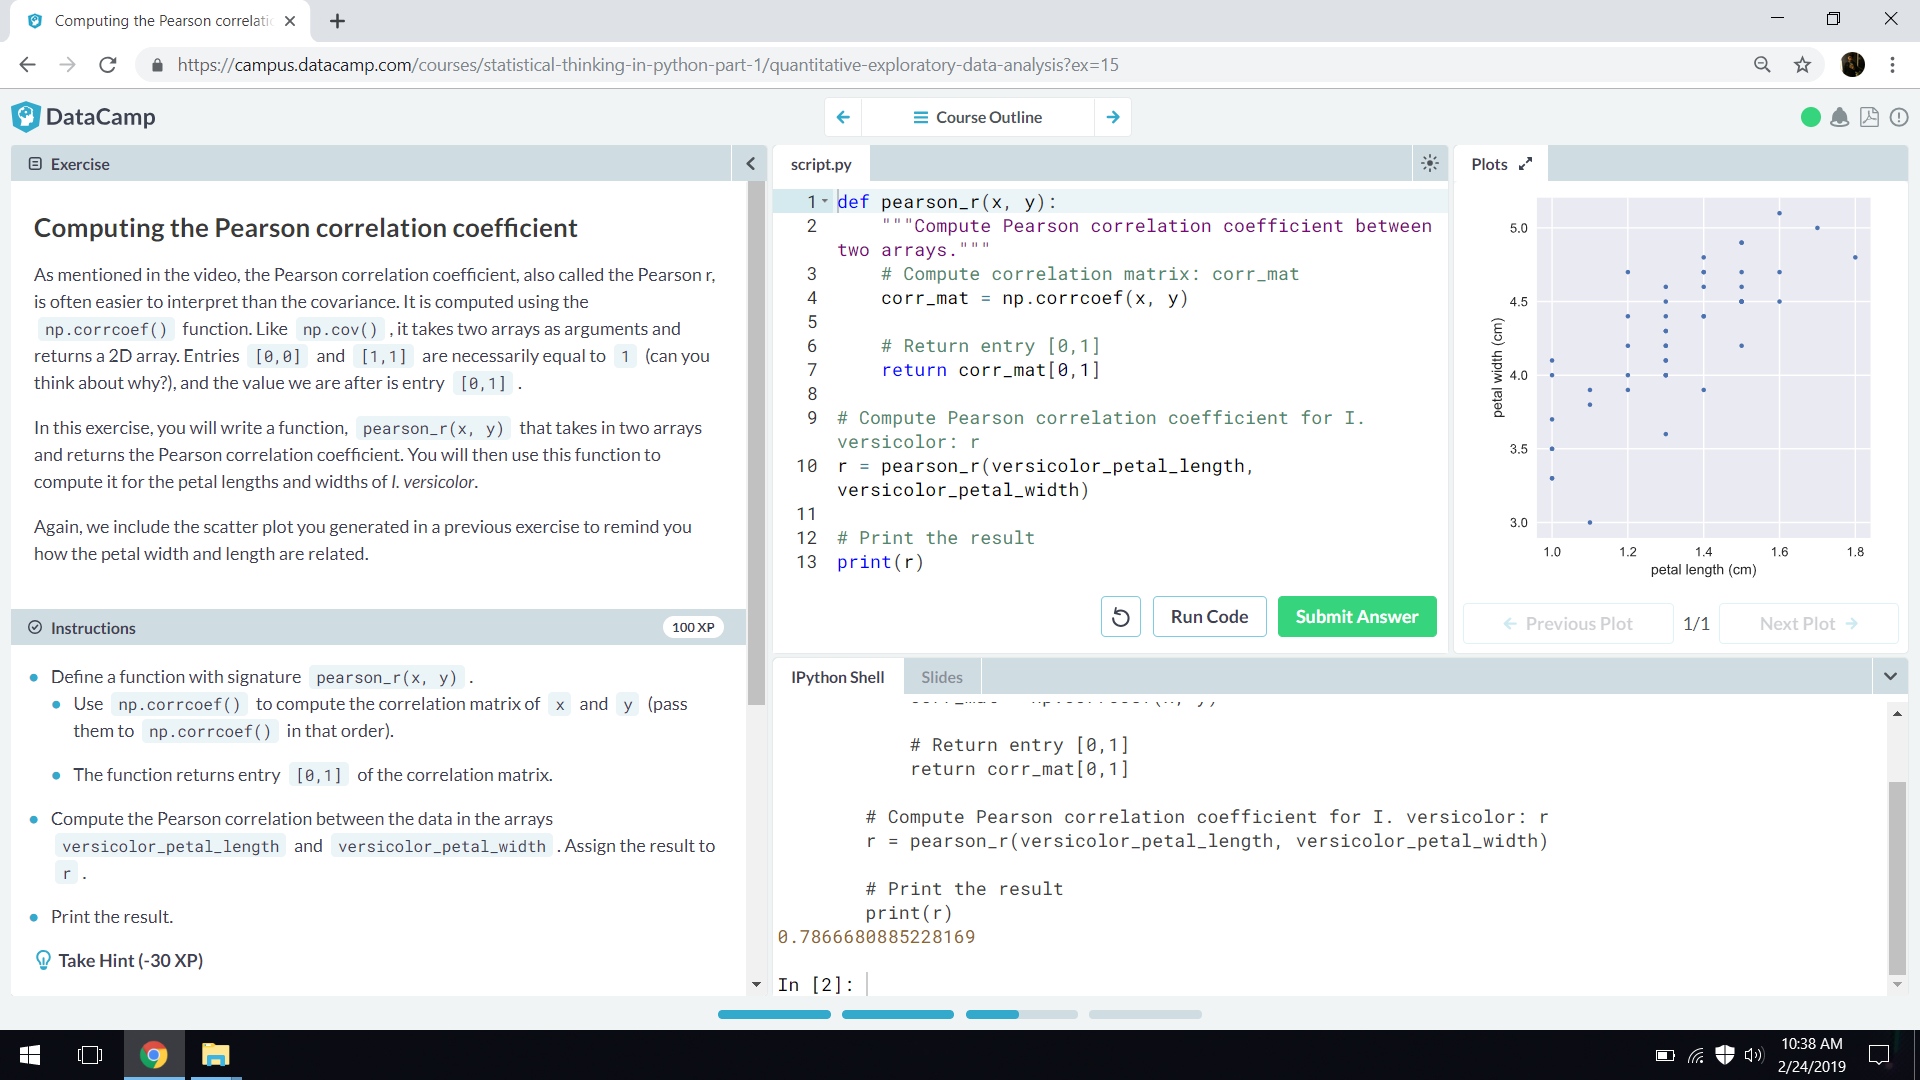 Computing the Pearson correlati
https://campus.datacamp.com/courses/statistical-thinking-in-python-part-1/quantitative-exploratory-data-analysis?ex=15
DataCamp
Course Outline
Exercise
Computing the Pearson correlation coefficient
As mentioned in the video, the Pearson correlation coefficient, also called the Pearson r,
is often easier to interpret than the covariance. It is computed using the
np.corrcoef() function. Like np.cov() , it takes two arrays as arguments and
returns a 2D array. Entries [0,0] and [1,1] are necessarily equal to 1 (can you
think about why?), and the value we are after is entry [0,1] .
In this exercise, you will write a function, pearson_r(x, y) that takes in two arrays
and returns the Pearson correlation coefficient. You will then use this function to
compute it for the petal lengths and widths of I. versicolor.
Again, we include the scatter plot you generated in a previous exercise to remind you
how the petal width and length are related.
Instructions
100 XP
Define a function with signature pearson_r(x, y) .
Use np.corrcoef() to compute the correlation matrix of x and y (pass
them to np.corrcoef() in that order).
The function returns entry [0,1] of the correlation matrix.
Compute the Pearson correlation between the data in the arrays
versicolor_petal_length and versicolor_petal_width . Assign the result to
r .
Print the result.
Take Hint (-30 XP)
script.py
1 def pearson_r(x, y):
2 """Compute Pearson correlation coefficient between
two arrays."""
3 # Compute correlation matrix: corr_mat
4 corr_mat = np.corrcoef(x, y)
5
6 # Return entry [0,1]
7 return corr_mat[0,1]
8
9 # Compute Pearson correlation coefficient for I.
versicolor: r
10 r = pearson_r(versicolor_petal_length,
versicolor_petal_width)
11
12 # Print the result
13 print(r)
Run Code
Submit Answer
Plots
5.0
4.5
4.0
3.5
3.0
petal width (cm)
1.0 1.2 1.4 1.6 1.8
petal length (cm)
Previous Plot
1/1
Next Plot
IPython Shell
Slides
# Return entry [0,1]
return corr_mat[0,1]
# Compute Pearson correlation coefficient for I. versicolor: r
r = pearson_r(versicolor_petal_length, versicolor_petal_width)
# Print the result
print(r)
0.7866680885228169
In [2]:
10:38 AM
2/24/2019